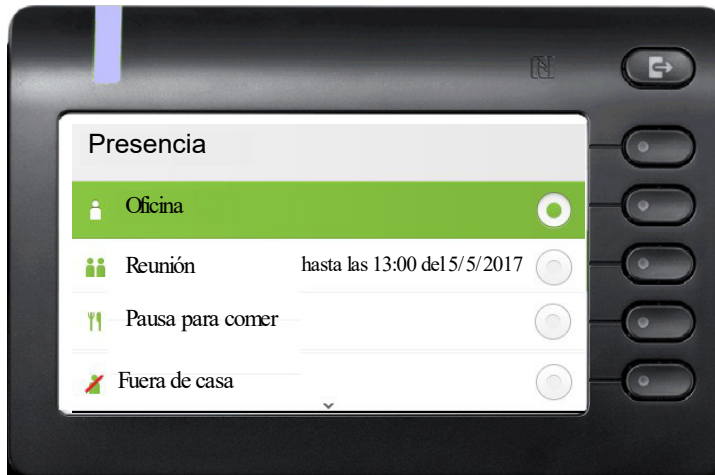 Presencia
Oficina
Reunión hasta las 13:00 del 5/5/2017
Pausa para comer
Fuera de casa